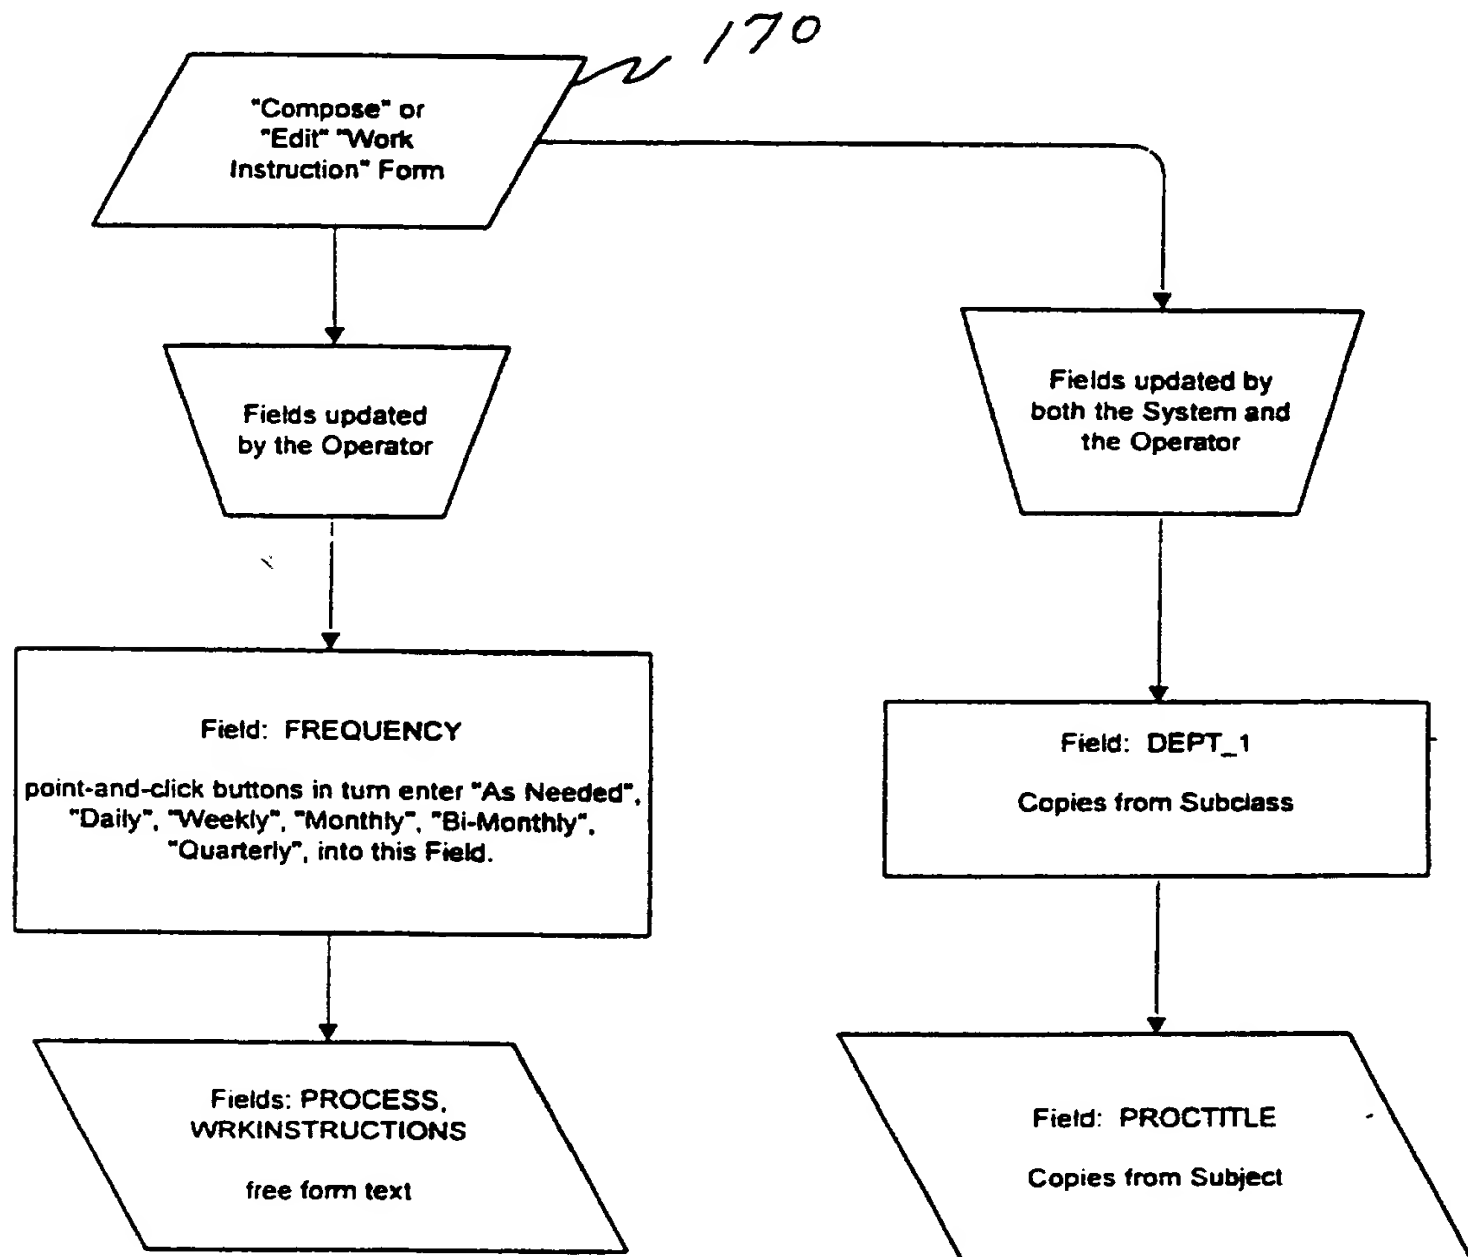 170
"Compose" or
"Edit" "Work
Instruction" Form
Fields updated
by the Operator
Fields updated by
both the System and
the Operator
Field: FREQUENCY
point-and-click buttons in turn enter "As Needed",
"Daily", "Weekly", "Monthly", "Bi-Monthly",
"Quarterly", into this Field.
Field: DEPT_1
Copies from Subclass
Fields: PROCESS,
WRKINSTRUCTIONS
free form text
Field: PROCTITLE
Copies from Subject